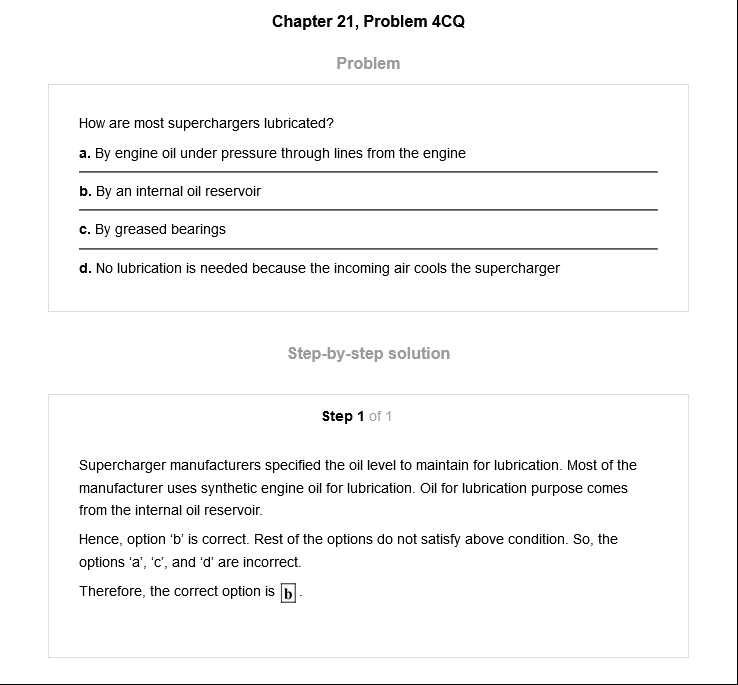 Chapter 21, Problem 4CQ
Problem
How are most superchargers lubricated?
a. By engine oil under pressure through lines from the engine
b. By an internal oil reservoir
c. By greased bearings
d. No lubrication is needed because the incoming air cools the supercharger
Step-by-step solution
Step 1 of 1
Supercharger manufacturers specified the oil level to maintain for lubrication. Most of the
manufacturer uses synthetic engine oil for lubrication. Oil for lubrication purpose comes
from the internal oil reservoir.
Hence, option ‘b’ is correct. Rest of the options do not satisfy above condition. So, the
options ‘a’, ‘c’, and ‘d’ are incorrect.
Therefore, the correct option is b.